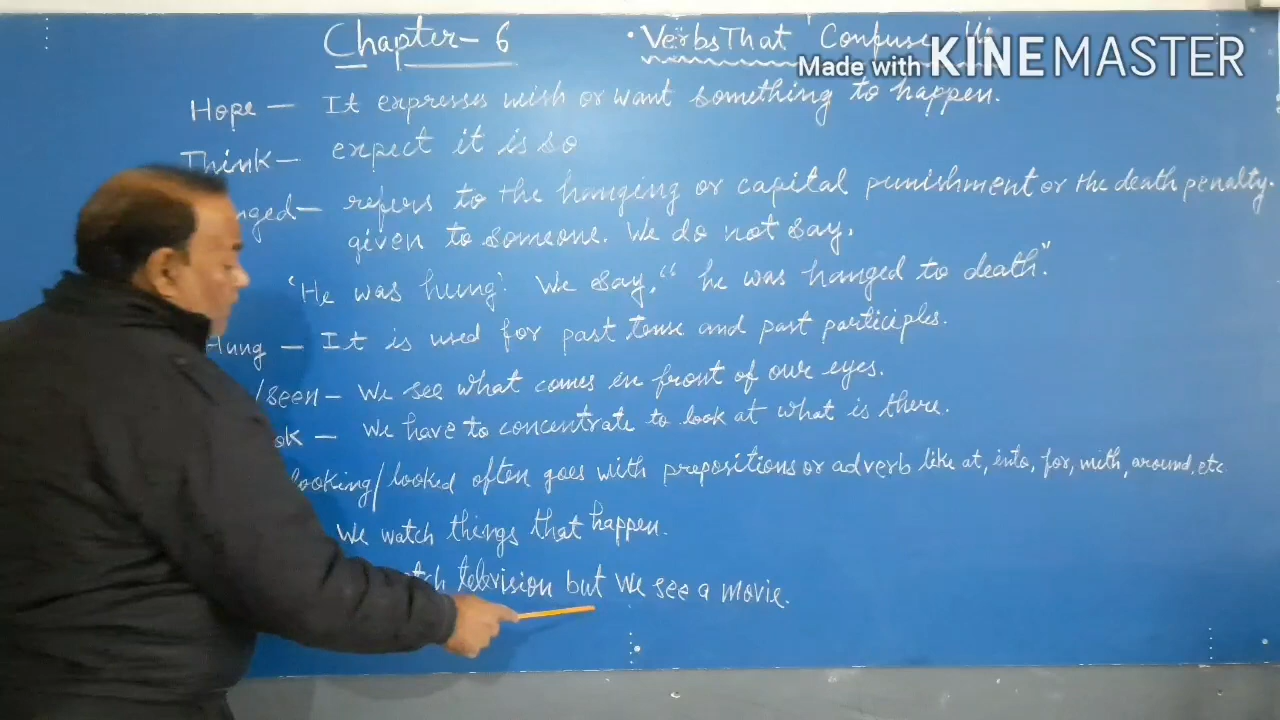 Chapter- 6 • Verbs That Confuse
Made with KINEMASTER
Hope — It expresses wish or want something to happen.
Think — expect it is so
nged — refers to the hanging or capital punishment or the death penalty.
given to someone. We do not say,
'He was hung'. We say, "he was hanged to death."
Hung — It is used for past tense and past participles.
/seen — We see what comes in front of our eyes.
ok — We have to concentrate to look at what is there.
looking/looked often goes with prepositions or adverb like at, into, for, with, around, etc
We watch things that happen.
tch television but We see a movie.